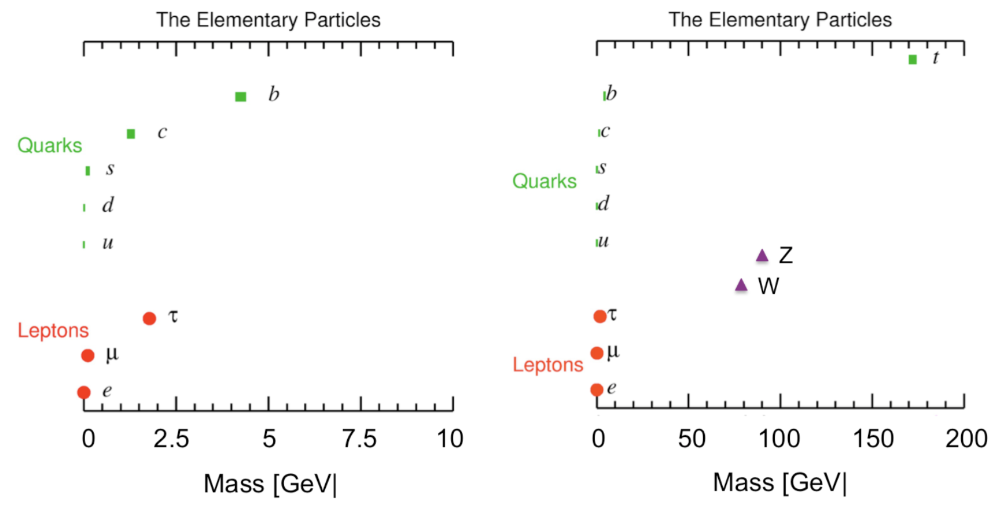 The Elementary Particles
b
c
Quarks
s
d
u
τ
Leptons
μ
e
0 2.5 5 7.5 10
Mass [GeV|
The Elementary Particles
t
b
c
s
Quarks
d
u
Z
W
τ
μ
Leptons
e
0 50 100 150 200
Mass [GeV|